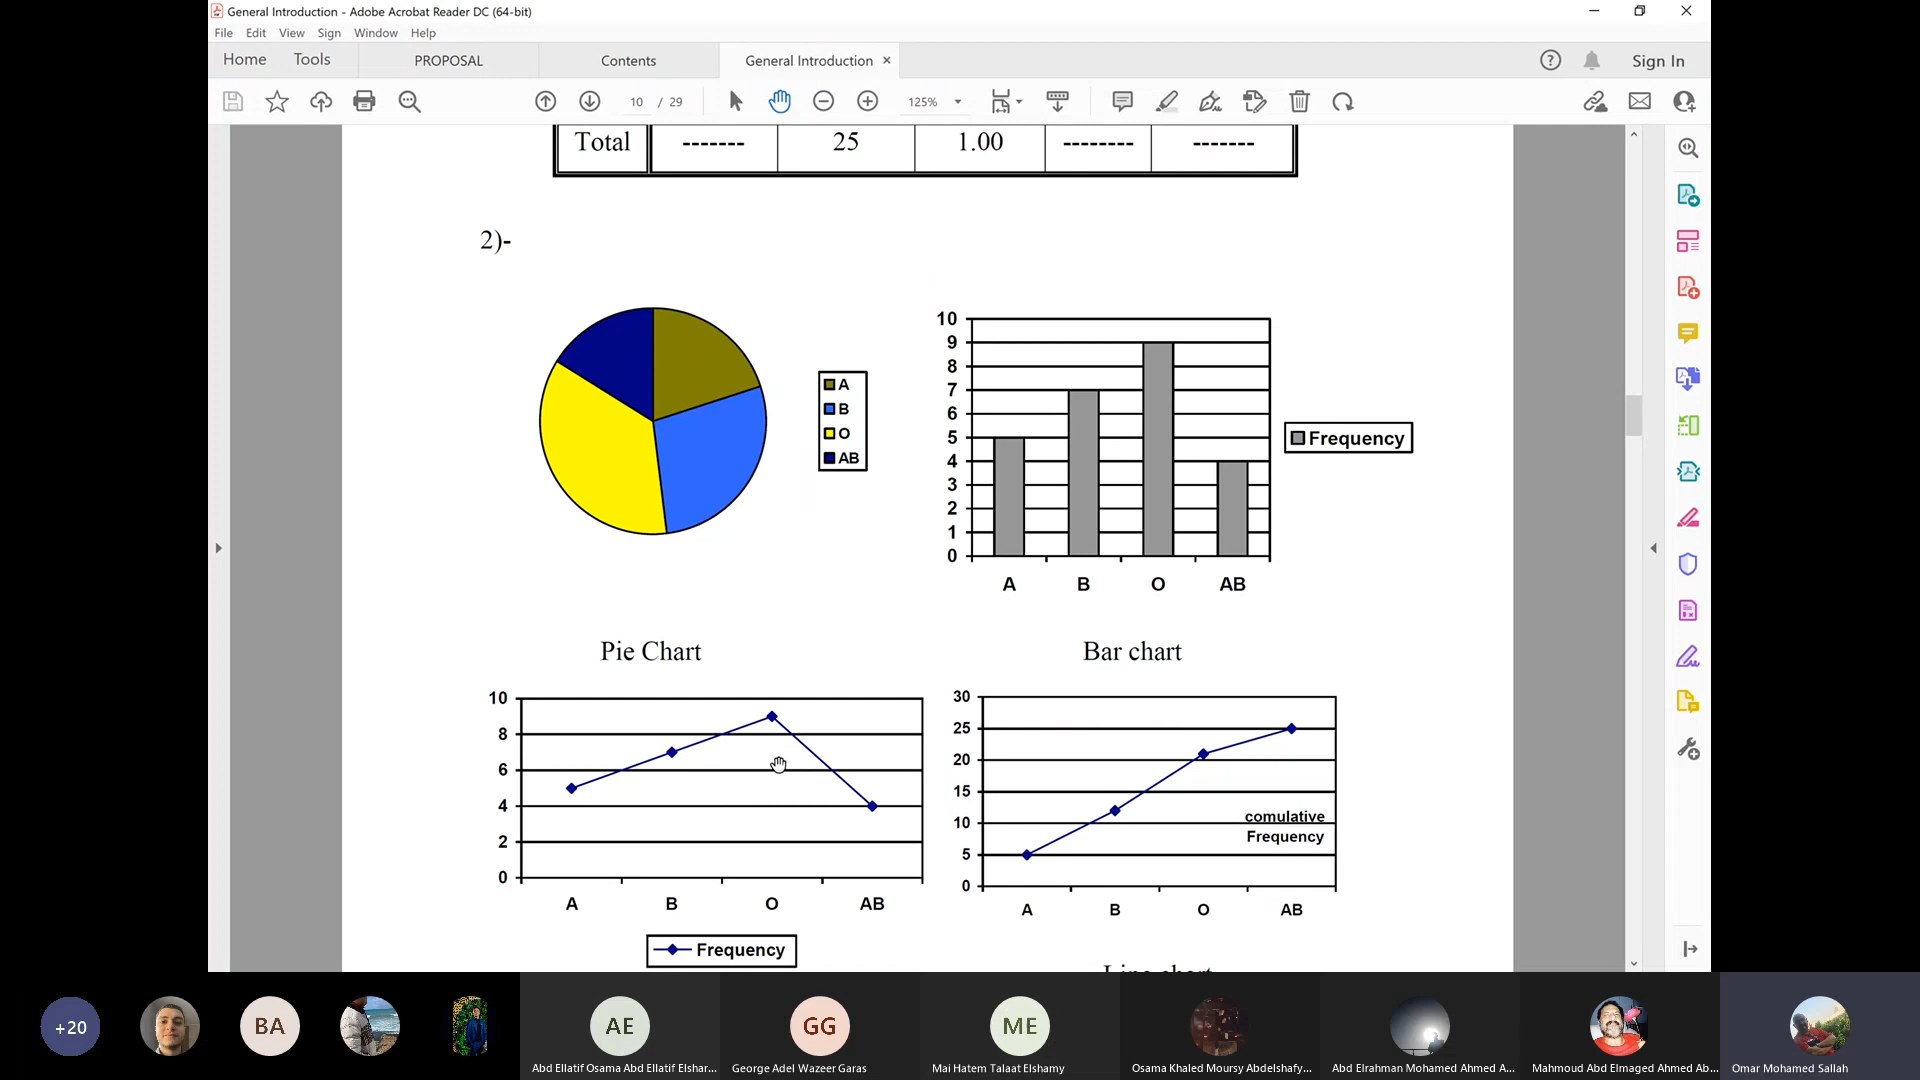 General Introduction - Adobe Acrobat Reader DC (64-bit)
File Edit View Sign Window Help
Home Tools PROPOSAL Contents General Introduction × Sign In
10 / 29 125%
Total ------- 25 1.00 -------- -------
2)-
A
B
O
AB
10
9
8
7
6
5
4
3
2
1
0
A B O AB
Frequency
Pie Chart
Bar chart
10
8
6
4
2
0
A B O AB
Frequency
30
25
20
15
10
5
0
comulative
Frequency
A B O AB
Line chart
+20 BA AE GG ME
Abd Ellatif Osama Abd Ellatif Elshar...
George Adel Wazeer Garas
Mai Hatem Talaat Elshamy
Osama Khaled Moursy Abdelshafy...
Abd Elrahman Mohamed Ahmed A...
Mahmoud Abd Elmaged Ahmed Ab...
Omar Mohamed Sallah